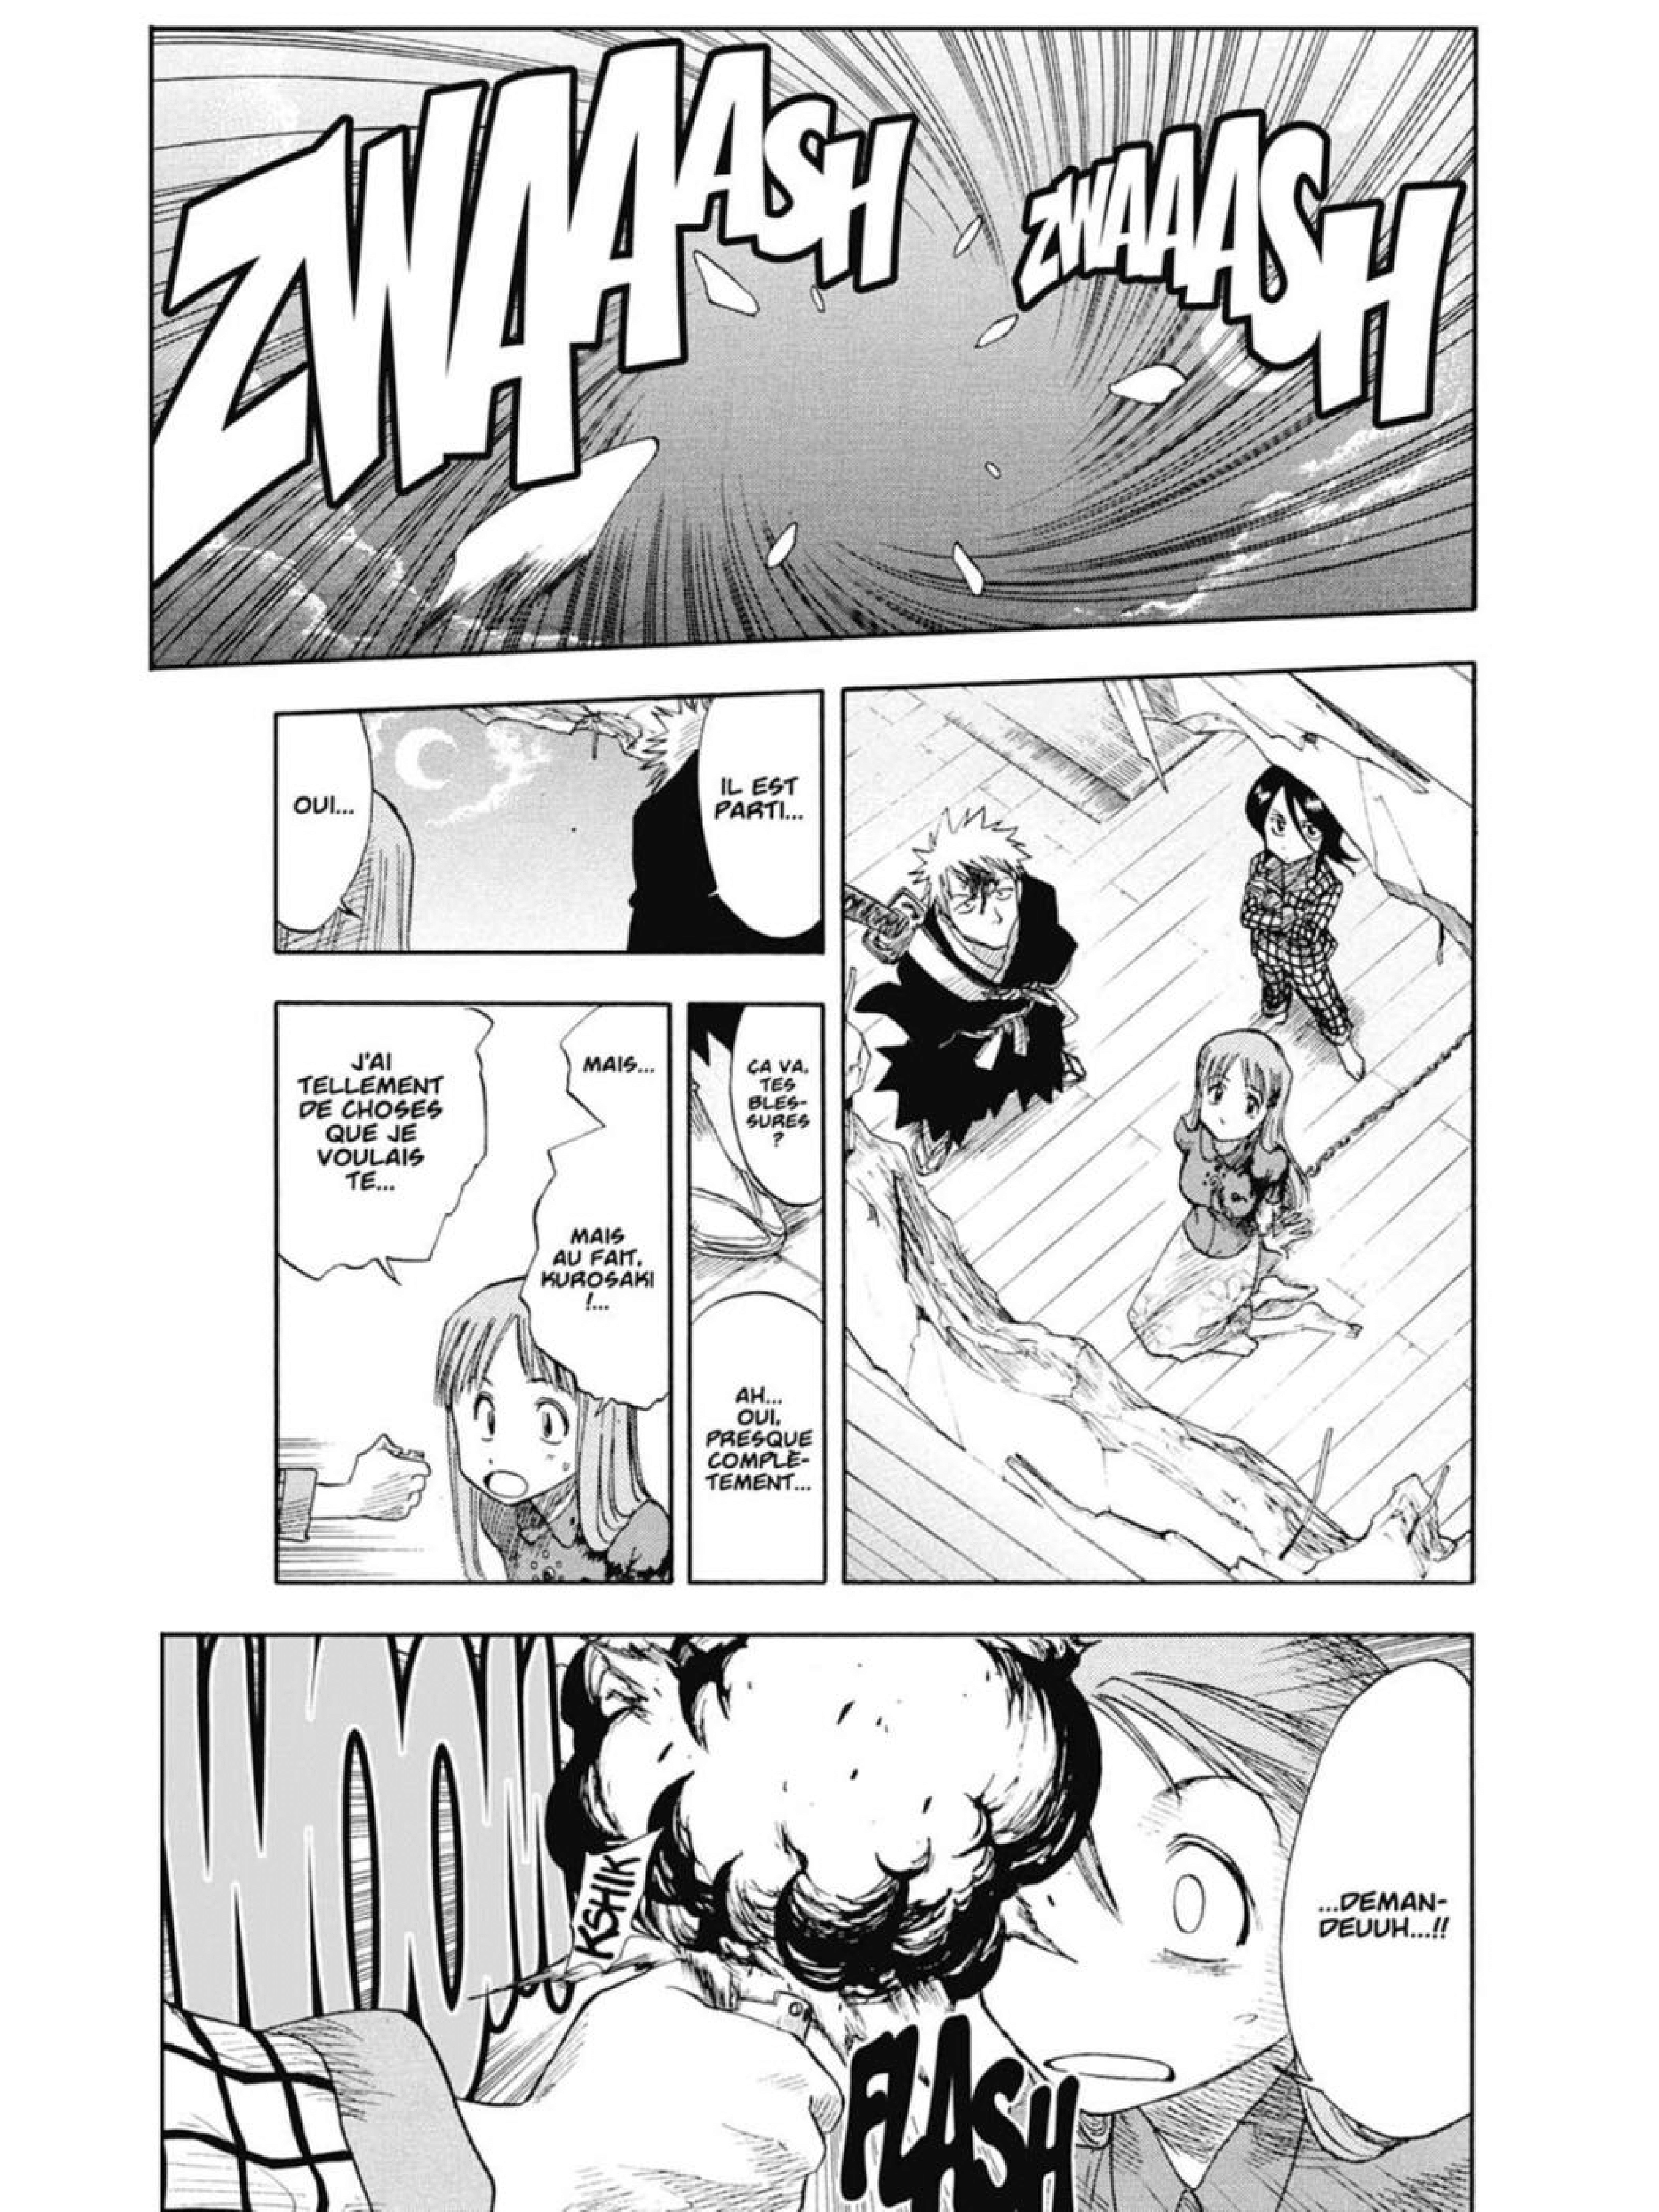 ZWAAAASH
ZWAAASH
IL EST
PARTI...
OUI...
ÇA VA,
TES
BLES-
SURES
?
AH...
OUI,
PRESQUE
COMPLÈ-
TEMENT...
MAIS...
MAIS
AU FAIT,
KUROSAKI
!...
J'AI
TELLEMENT
DE CHOSES
QUE JE
VOULAIS
TE...
...DEMAN-
DEUUH...!!
KSHIK
FLASH